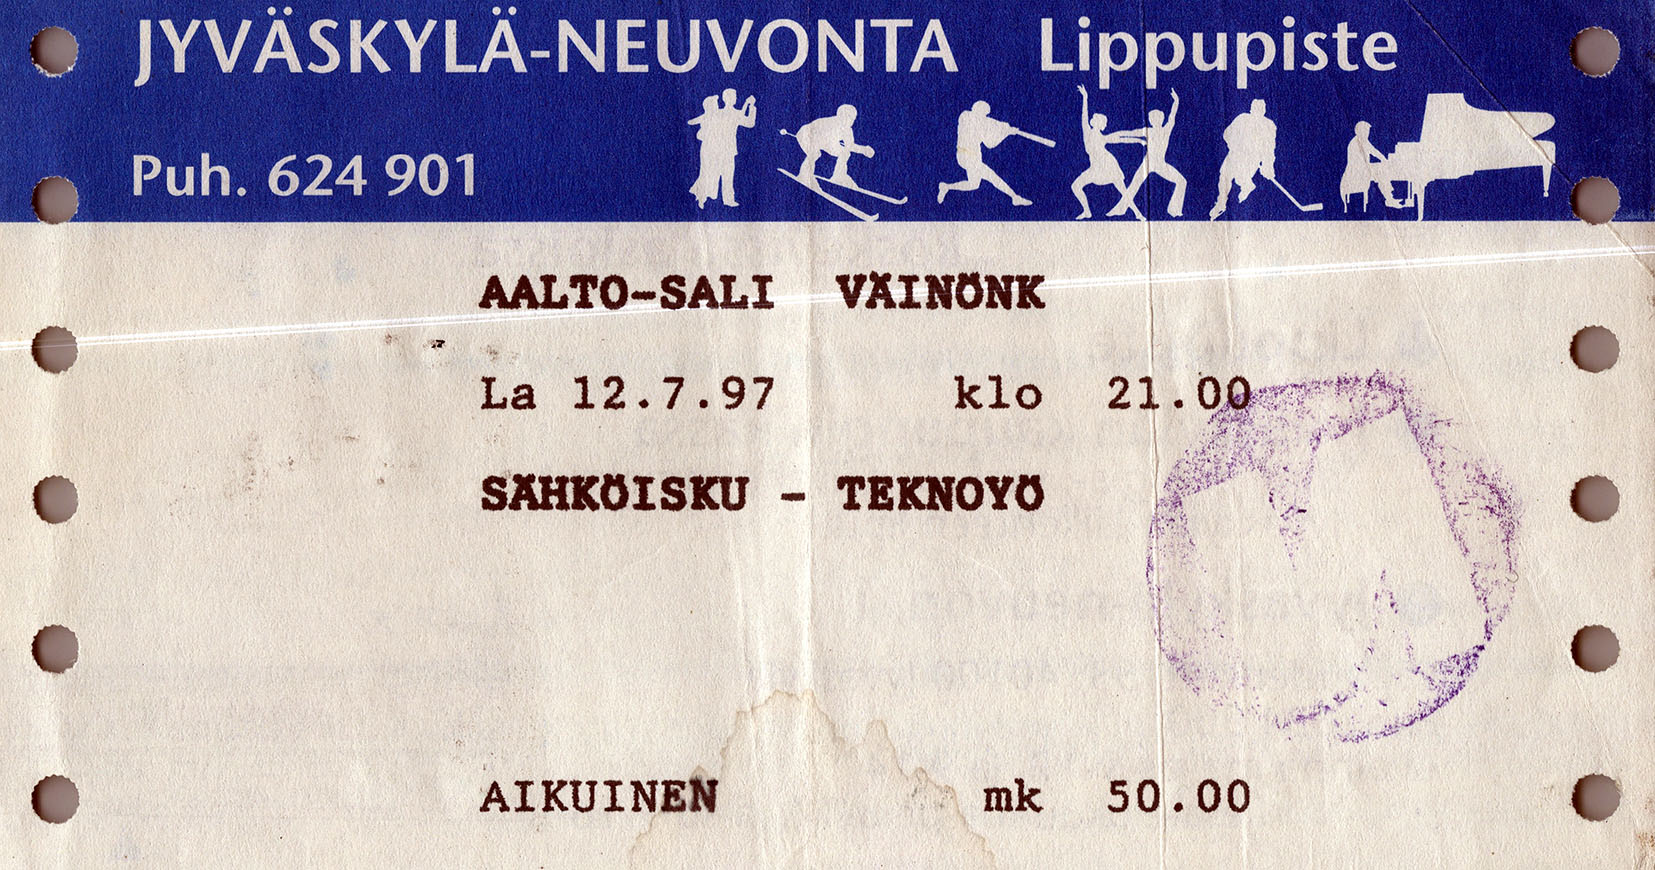 JYVÄSKYLÄ-NEUVONTA Lippupiste
Puh. 624 901
AALTO-SALI VÄINÖNK
La 12.7.97 klo 21.00
SÄHKÖISKU - TEKNOYÖ
AIKUINEN mk 50.00